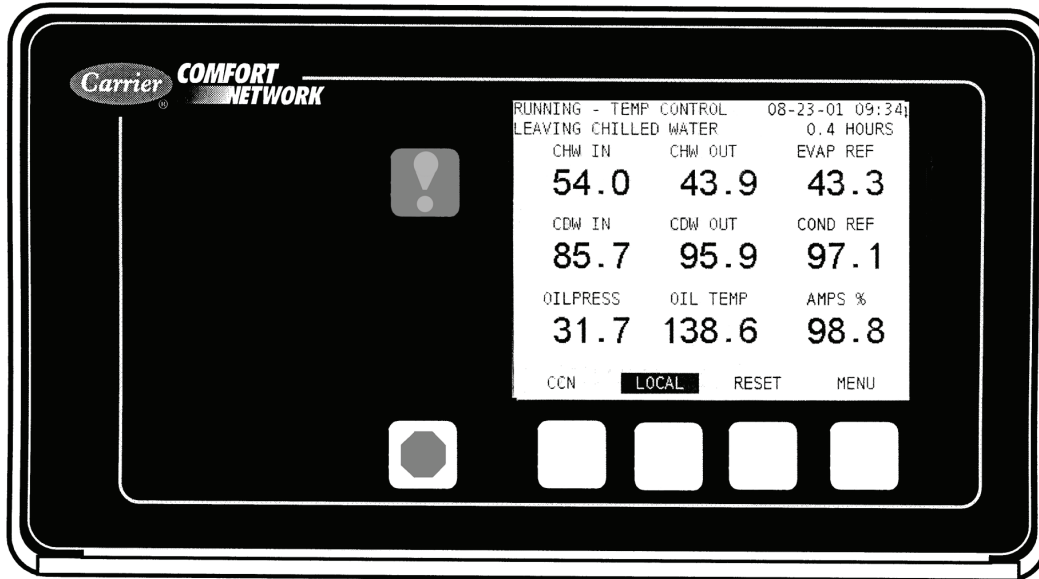 Carrier
®
COMFORT
NETWORK
RUNNING - TEMP CONTROL 08-23-01 09:34
LEAVING CHILLED WATER 0.4 HOURS
CHW IN CHW OUT EVAP REF
54.0 43.9 43.3
CDW IN CDW OUT COND REF
85.7 95.9 97.1
OILPRESS OIL TEMP AMPS %
31.7 138.6 98.8
CCN LOCAL RESET MENU